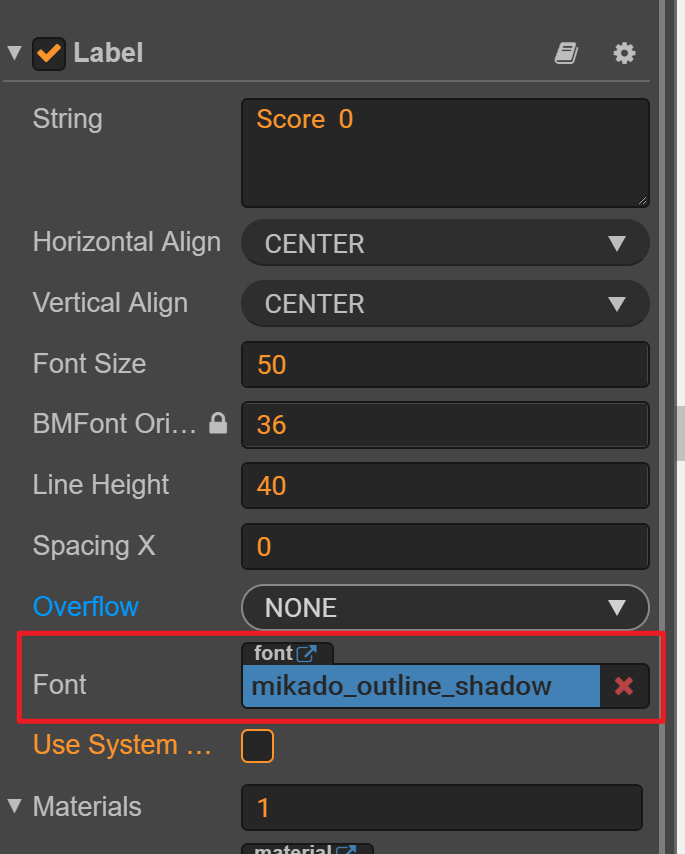 Label
String
Score 0
Horizontal Align
CENTER
Vertical Align
CENTER
Font Size
50
BMFont Ori...
36
Line Height
40
Spacing X
0
Overflow
NONE
font
Font
mikado_outline_shadow
Use System ...
Materials
1
material